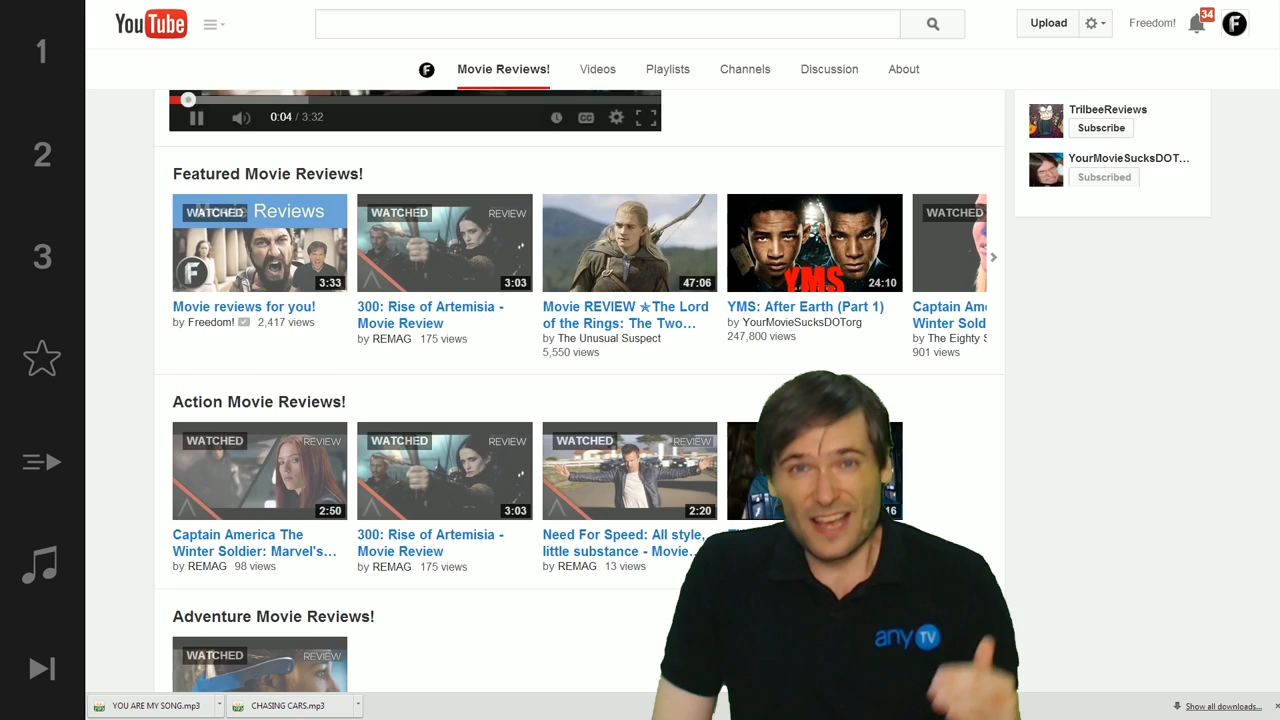 1
2
3
YouTube
Upload
Freedom!
34
F
F
Movie Reviews!
Videos
Playlists
Channels
Discussion
About
0:04 / 3:32
CC
TrilbeeReviews
Subscribe
YourMovieSucksDOT...
Subscribed
Featured Movie Reviews!
WATCHED
Reviews
F
3:33
Movie reviews for you!
by Freedom! 2,417 views
WATCHED
REVIEW
3:03
300: Rise of Artemisia -
Movie Review
by REMAG 175 views
47:06
Movie REVIEW ★The Lord
of the Rings: The Two...
by The Unusual Suspect
5,550 views
YMS
24:10
YMS: After Earth (Part 1)
by YourMovieSucksDOTorg
247,800 views
WATCHED
Captain Am
Winter Sold
by The Eighty
901 views
Action Movie Reviews!
WATCHED
REVIEW
2:50
Captain America The
Winter Soldier: Marvel's...
by REMAG 98 views
WATCHED
REVIEW
3:03
300: Rise of Artemisia -
Movie Review
by REMAG 175 views
WATCHED
REVIEW
2:20
Need For Speed: All style,
little substance - Movie...
by REMAG 13 views
16
Adventure Movie Reviews!
WATCHED
REVIEW
any TV
YOU ARE MY SONG.mp3
CHASING CARS.mp3
Show all downloads...